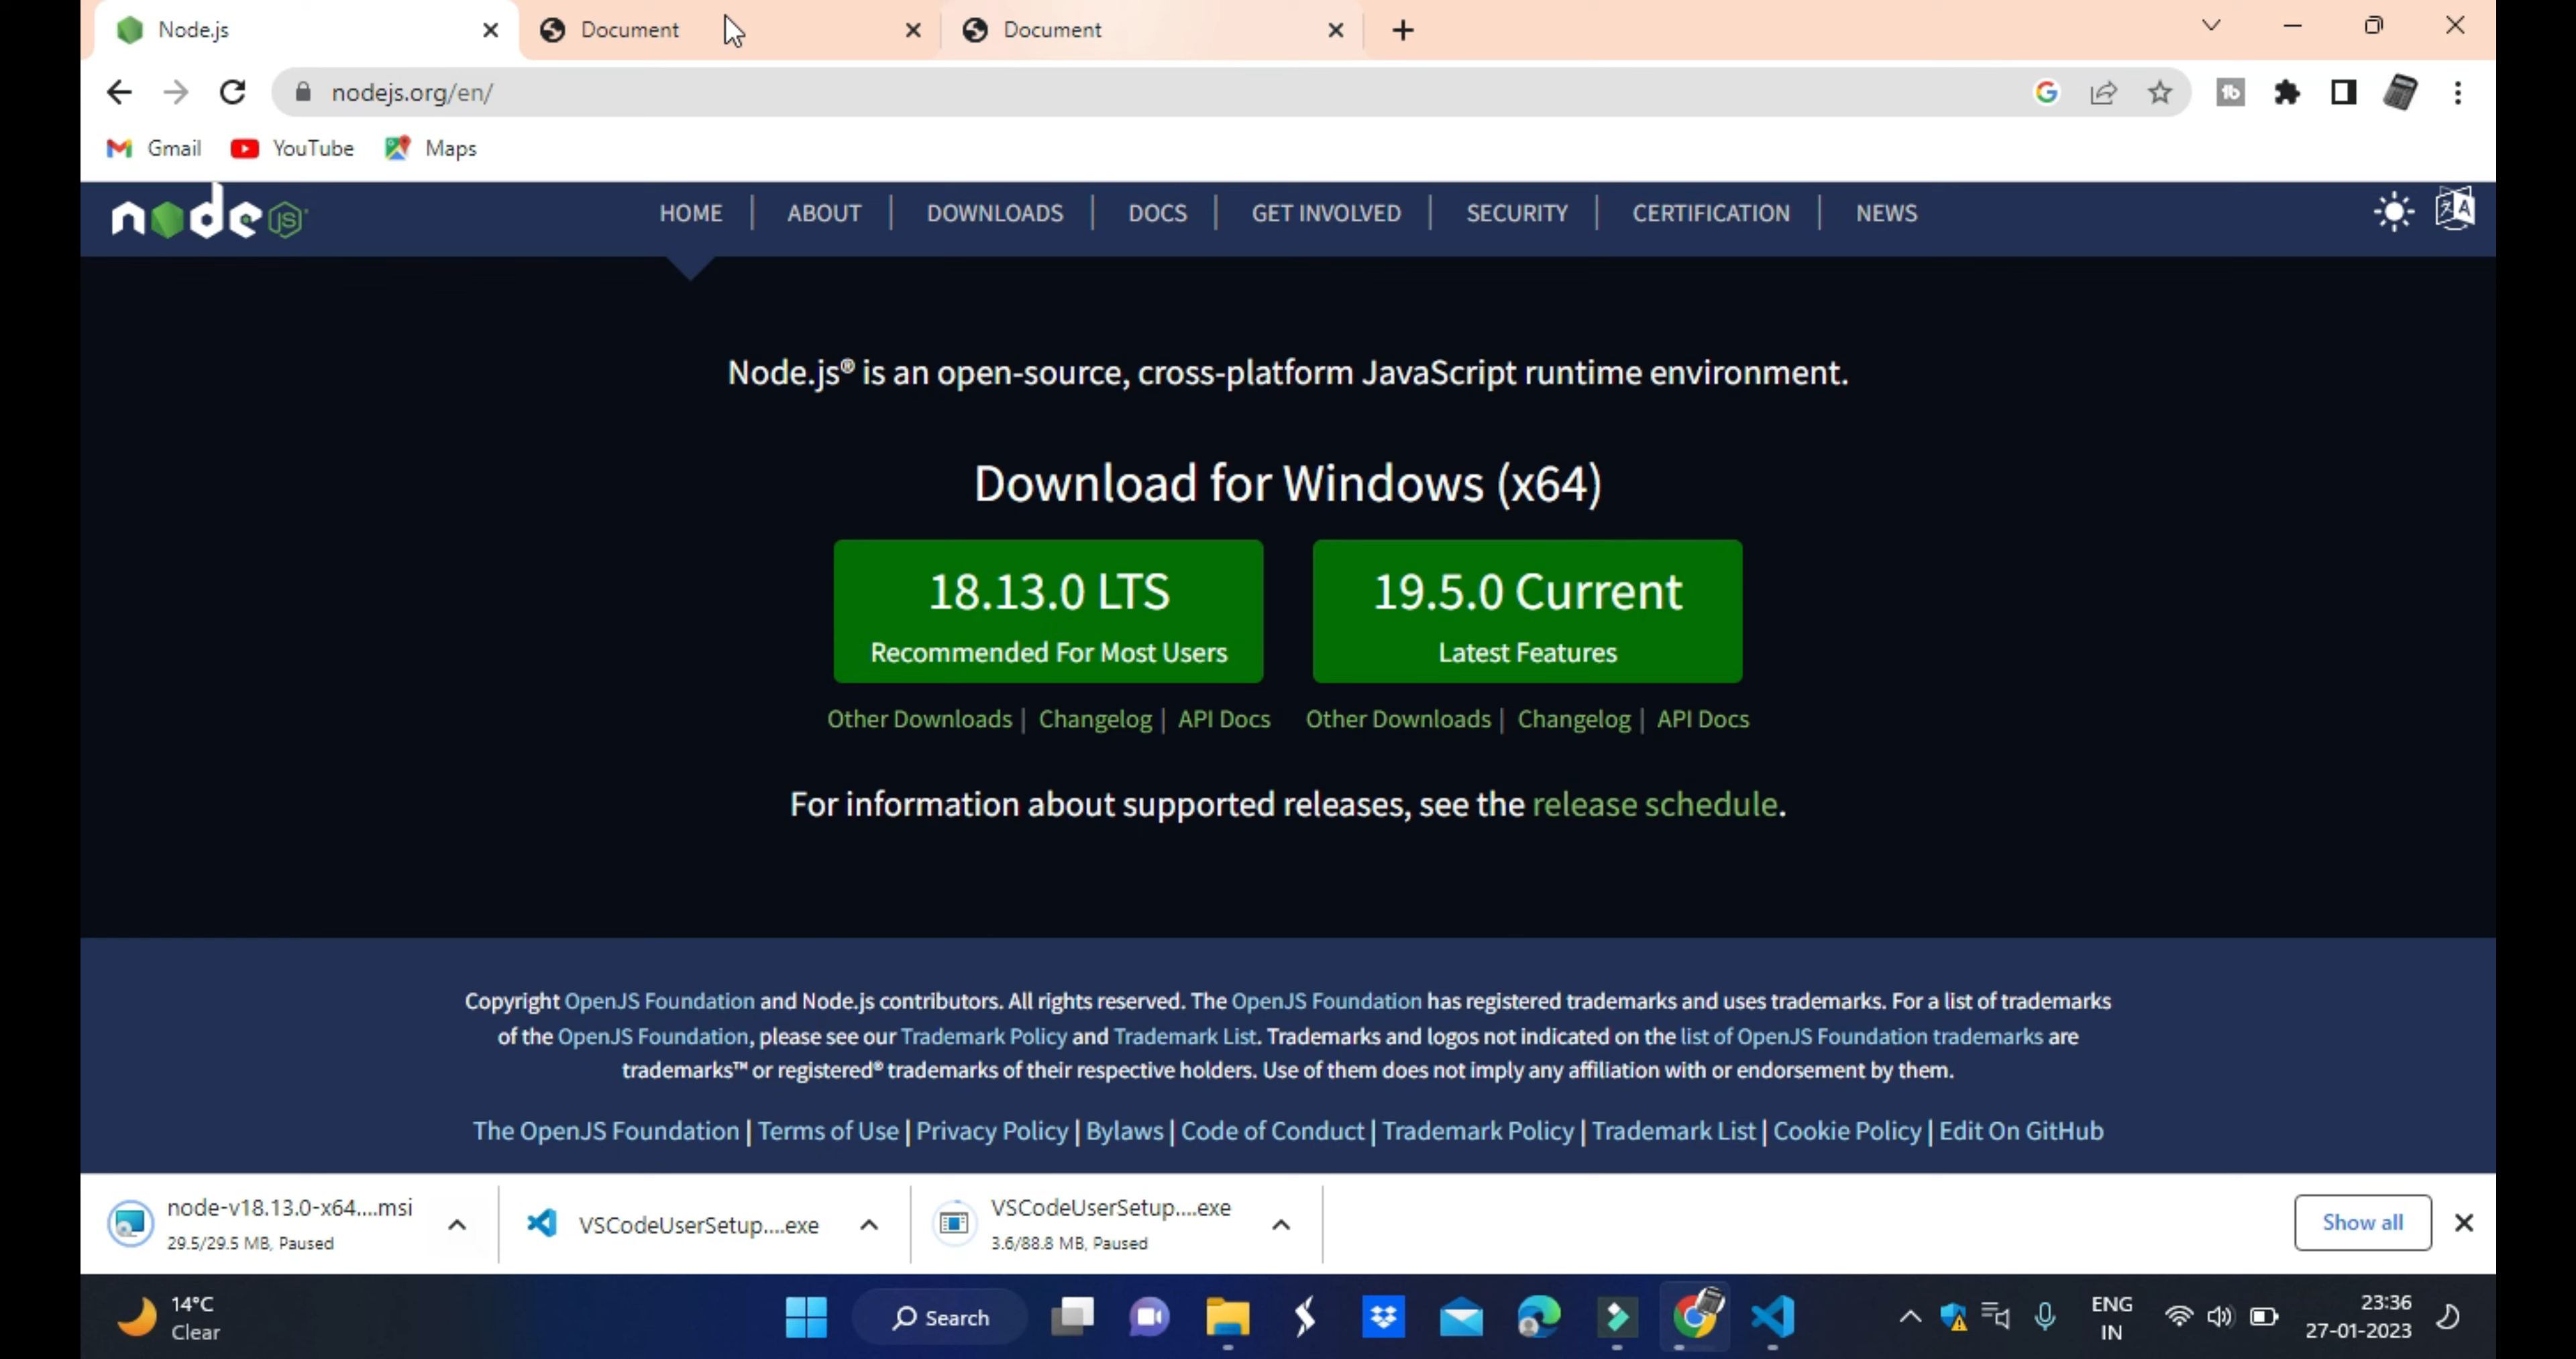 Node.js
Document
Document
nodejs.org/en/
Gmail YouTube Maps
node JS
HOME | ABOUT | DOWNLOADS | DOCS | GET INVOLVED | SECURITY | CERTIFICATION | NEWS
Node.js® is an open-source, cross-platform JavaScript runtime environment.
Download for Windows (x64)
18.13.0 LTS
Recommended For Most Users
19.5.0 Current
Latest Features
Other Downloads | Changelog | API Docs
Other Downloads | Changelog | API Docs
For information about supported releases, see the release schedule.
Copyright OpenJS Foundation and Node.js contributors. All rights reserved. The OpenJS Foundation has registered trademarks and uses trademarks. For a list of trademarks
of the OpenJS Foundation, please see our Trademark Policy and Trademark List. Trademarks and logos not indicated on the list of OpenJS Foundation trademarks are
trademarks™ or registered® trademarks of their respective holders. Use of them does not imply any affiliation with or endorsement by them.
The OpenJS Foundation | Terms of Use | Privacy Policy | Bylaws | Code of Conduct | Trademark Policy | Trademark List | Cookie Policy | Edit On GitHub
node-v18.13.0-x64....msi
29.5/29.5 MB, Paused
VSCodeUserSetup....exe
VSCodeUserSetup....exe
3.6/88.8 MB, Paused
Show all
14°C
Clear
Search
ENG
IN
23:36
27-01-2023